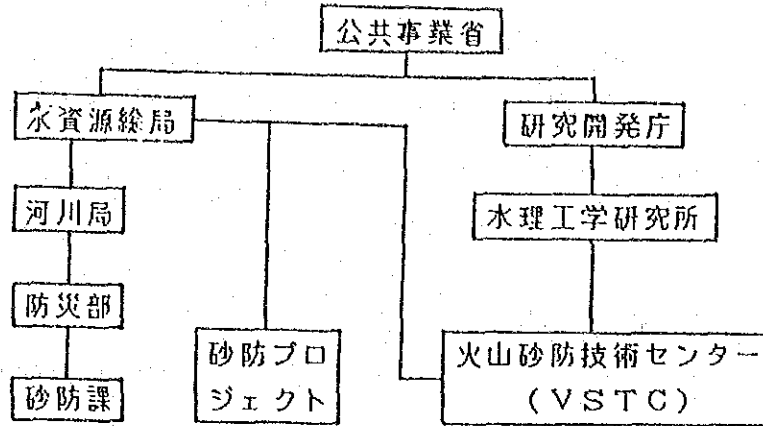 公共事業省
水資源総局
研究開発庁
河川局
水理工学研究所
防災部
砂防プロ
ジェクト
火山砂防技術センター
(VSTC)
砂防課